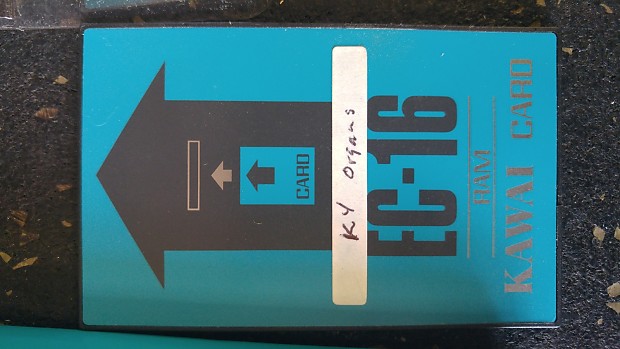 CARD
K4 Organs
EC-16
RAM
KAWAI CARD